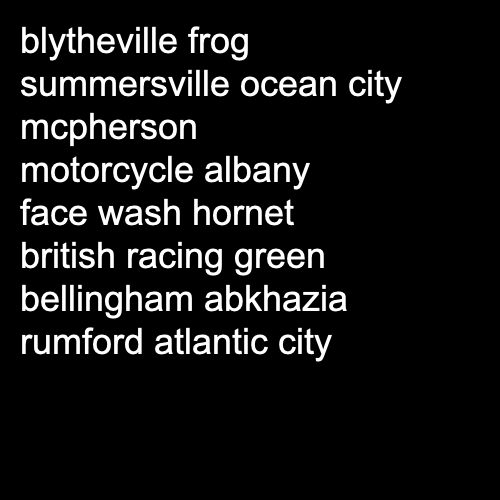 blytheville frog
summersville ocean city
mcpherson
motorcycle albany
face wash hornet
british racing green
bellingham abkhazia
rumford atlantic city